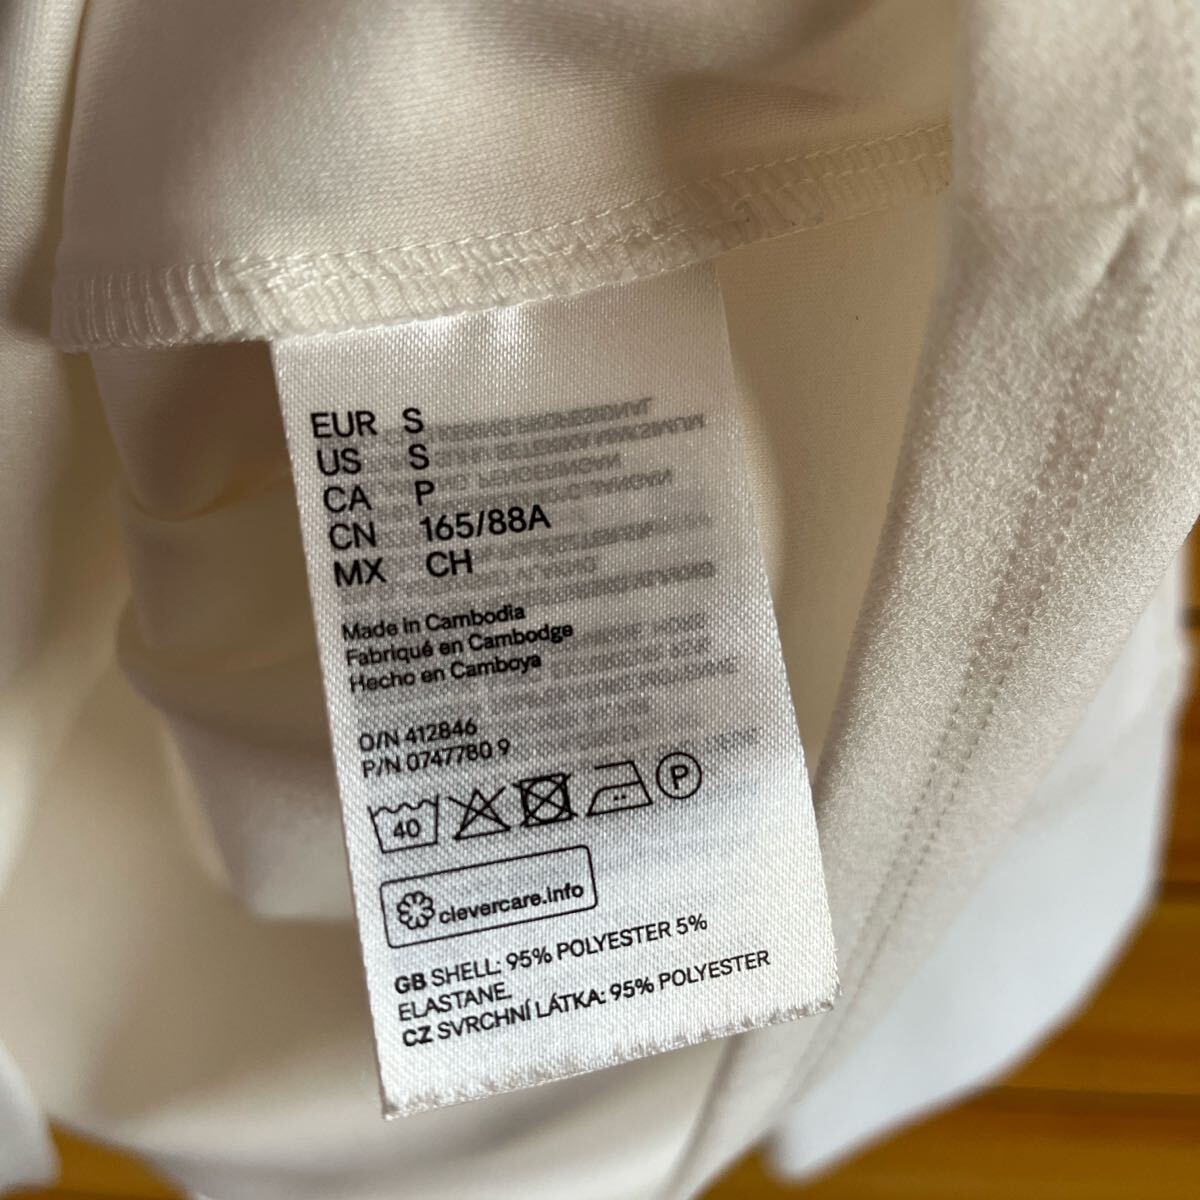 EUR S
US S
CA P
CN 165/88A
MX CH
Made in Cambodia
Fabriqué en Cambodge
Hecho en Camboya
O/N 412846
P/N 0747780 9
40 P
clevercare.info
GB SHELL: 95% POLYESTER 5%
ELASTANE.
CZ SVRCHNÍ LÁTKA: 95% POLYESTER